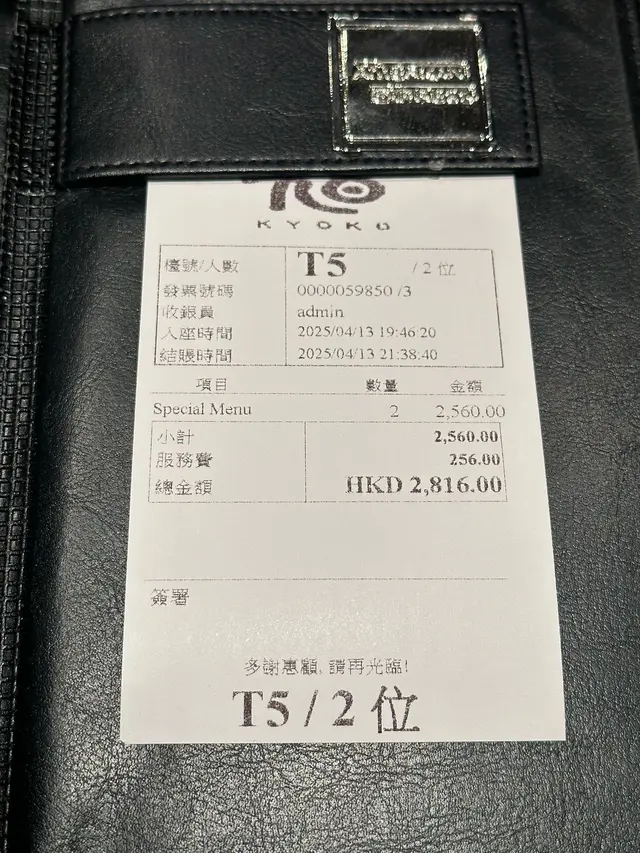 KYOKU
檯號/人數 T5 / 2 位
發票號碼 0000059850 /3
收銀員 admin
入座時間 2025/04/13 19:46:20
結賬時間 2025/04/13 21:38:40
項目 數量 金額
Special Menu 2 2,560.00
小計 2,560.00
服務費 256.00
總金額 HKD 2,816.00
簽署
多謝惠顧, 請再光臨!
T5 / 2 位